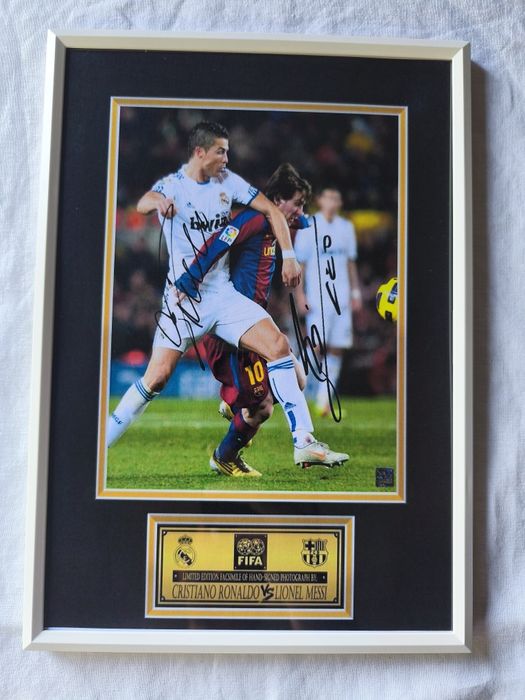 bwin
LFP
10
FIFA
LIMITED EDITION FACSIMILE OF HAND-SIGNED PHOTOGRAPH BY:
CRISTIANO RONALDO VS LIONEL MESSI